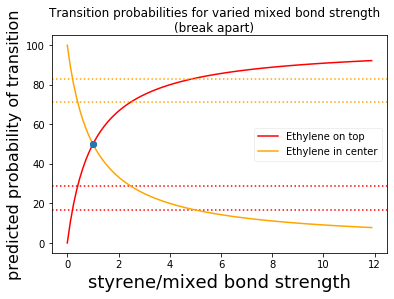 Transition probabilities for varied mixed bond strength
(break apart)
predicted probability of transition
100
80
60
40
20
0
Ethylene on top
Ethylene in center
0
2
4
6
8
10
12
styrene/mixed bond strength